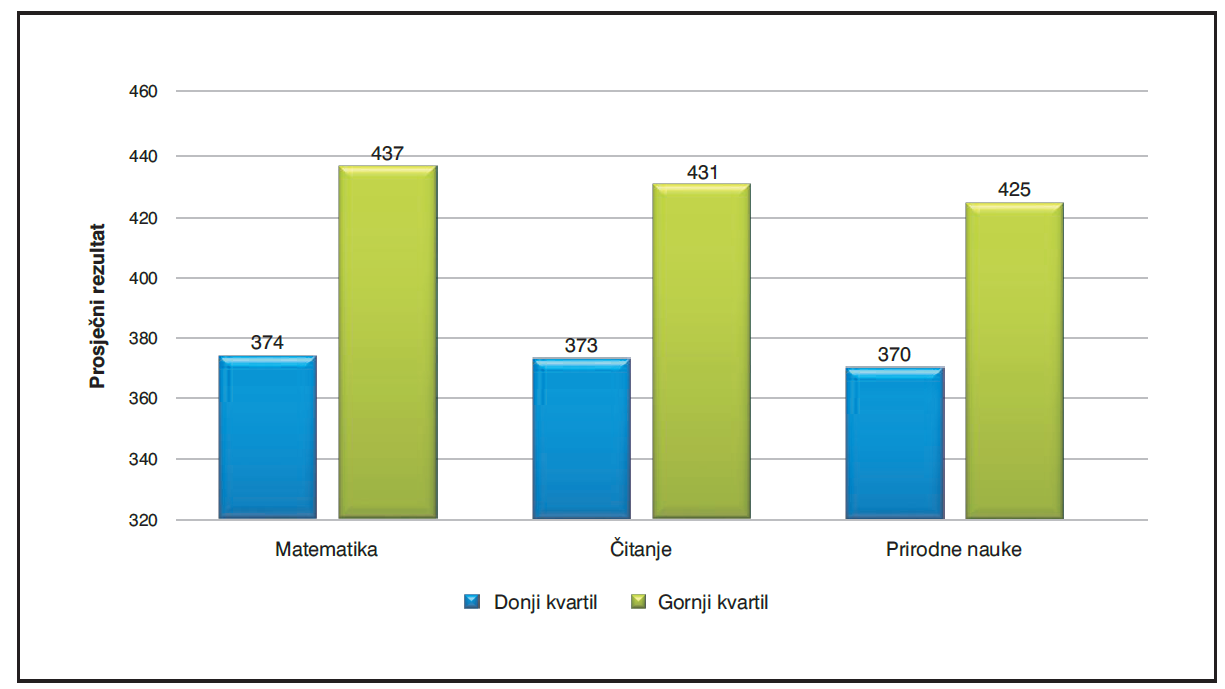 460
440
420
400
380
360
340
320
Prosječni rezultat
374
437
373
431
370
425
Matematika
Čitanje
Prirodne nauke
Donji kvartil
Gornji kvartil